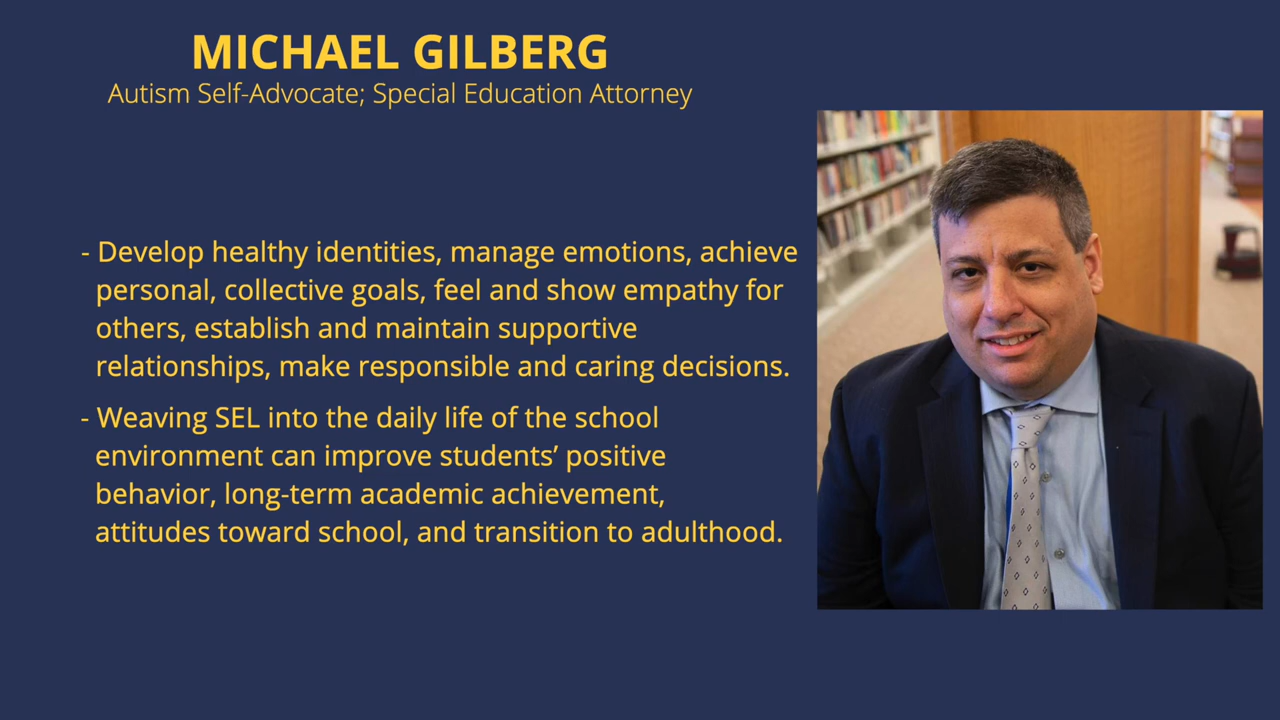 MICHAEL GILBERG
Autism Self-Advocate; Special Education Attorney
- Develop healthy identities, manage emotions, achieve
personal, collective goals, feel and show empathy for
others, establish and maintain supportive
relationships, make responsible and caring decisions.
- Weaving SEL into the daily life of the school
environment can improve students’ positive
behavior, long-term academic achievement,
attitudes toward school, and transition to adulthood.